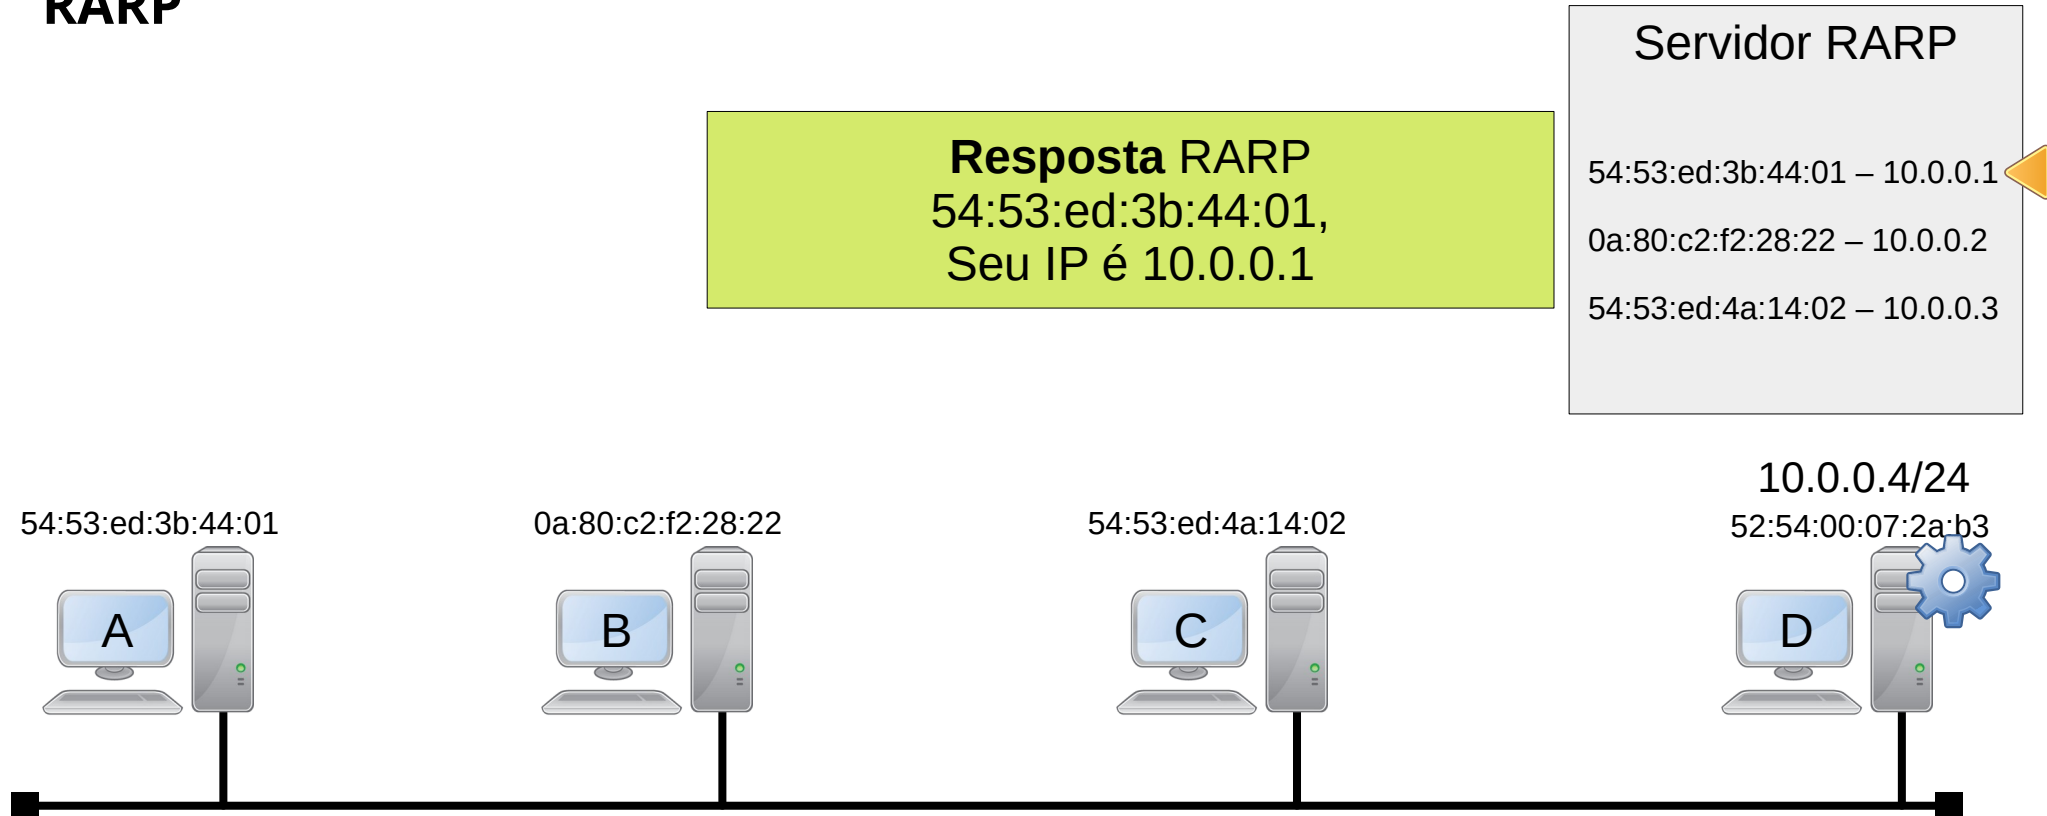 RARP
Servidor RARP
54:53:ed:3b:44:01 – 10.0.0.1
0a:80:c2:f2:28:22 – 10.0.0.2
54:53:ed:4a:14:02 – 10.0.0.3
Resposta RARP
54:53:ed:3b:44:01,
Seu IP é 10.0.0.1
10.0.0.4/24
54:53:ed:3b:44:01
0a:80:c2:f2:28:22
54:53:ed:4a:14:02
52:54:00:07:2a:b3
A
B
C
D